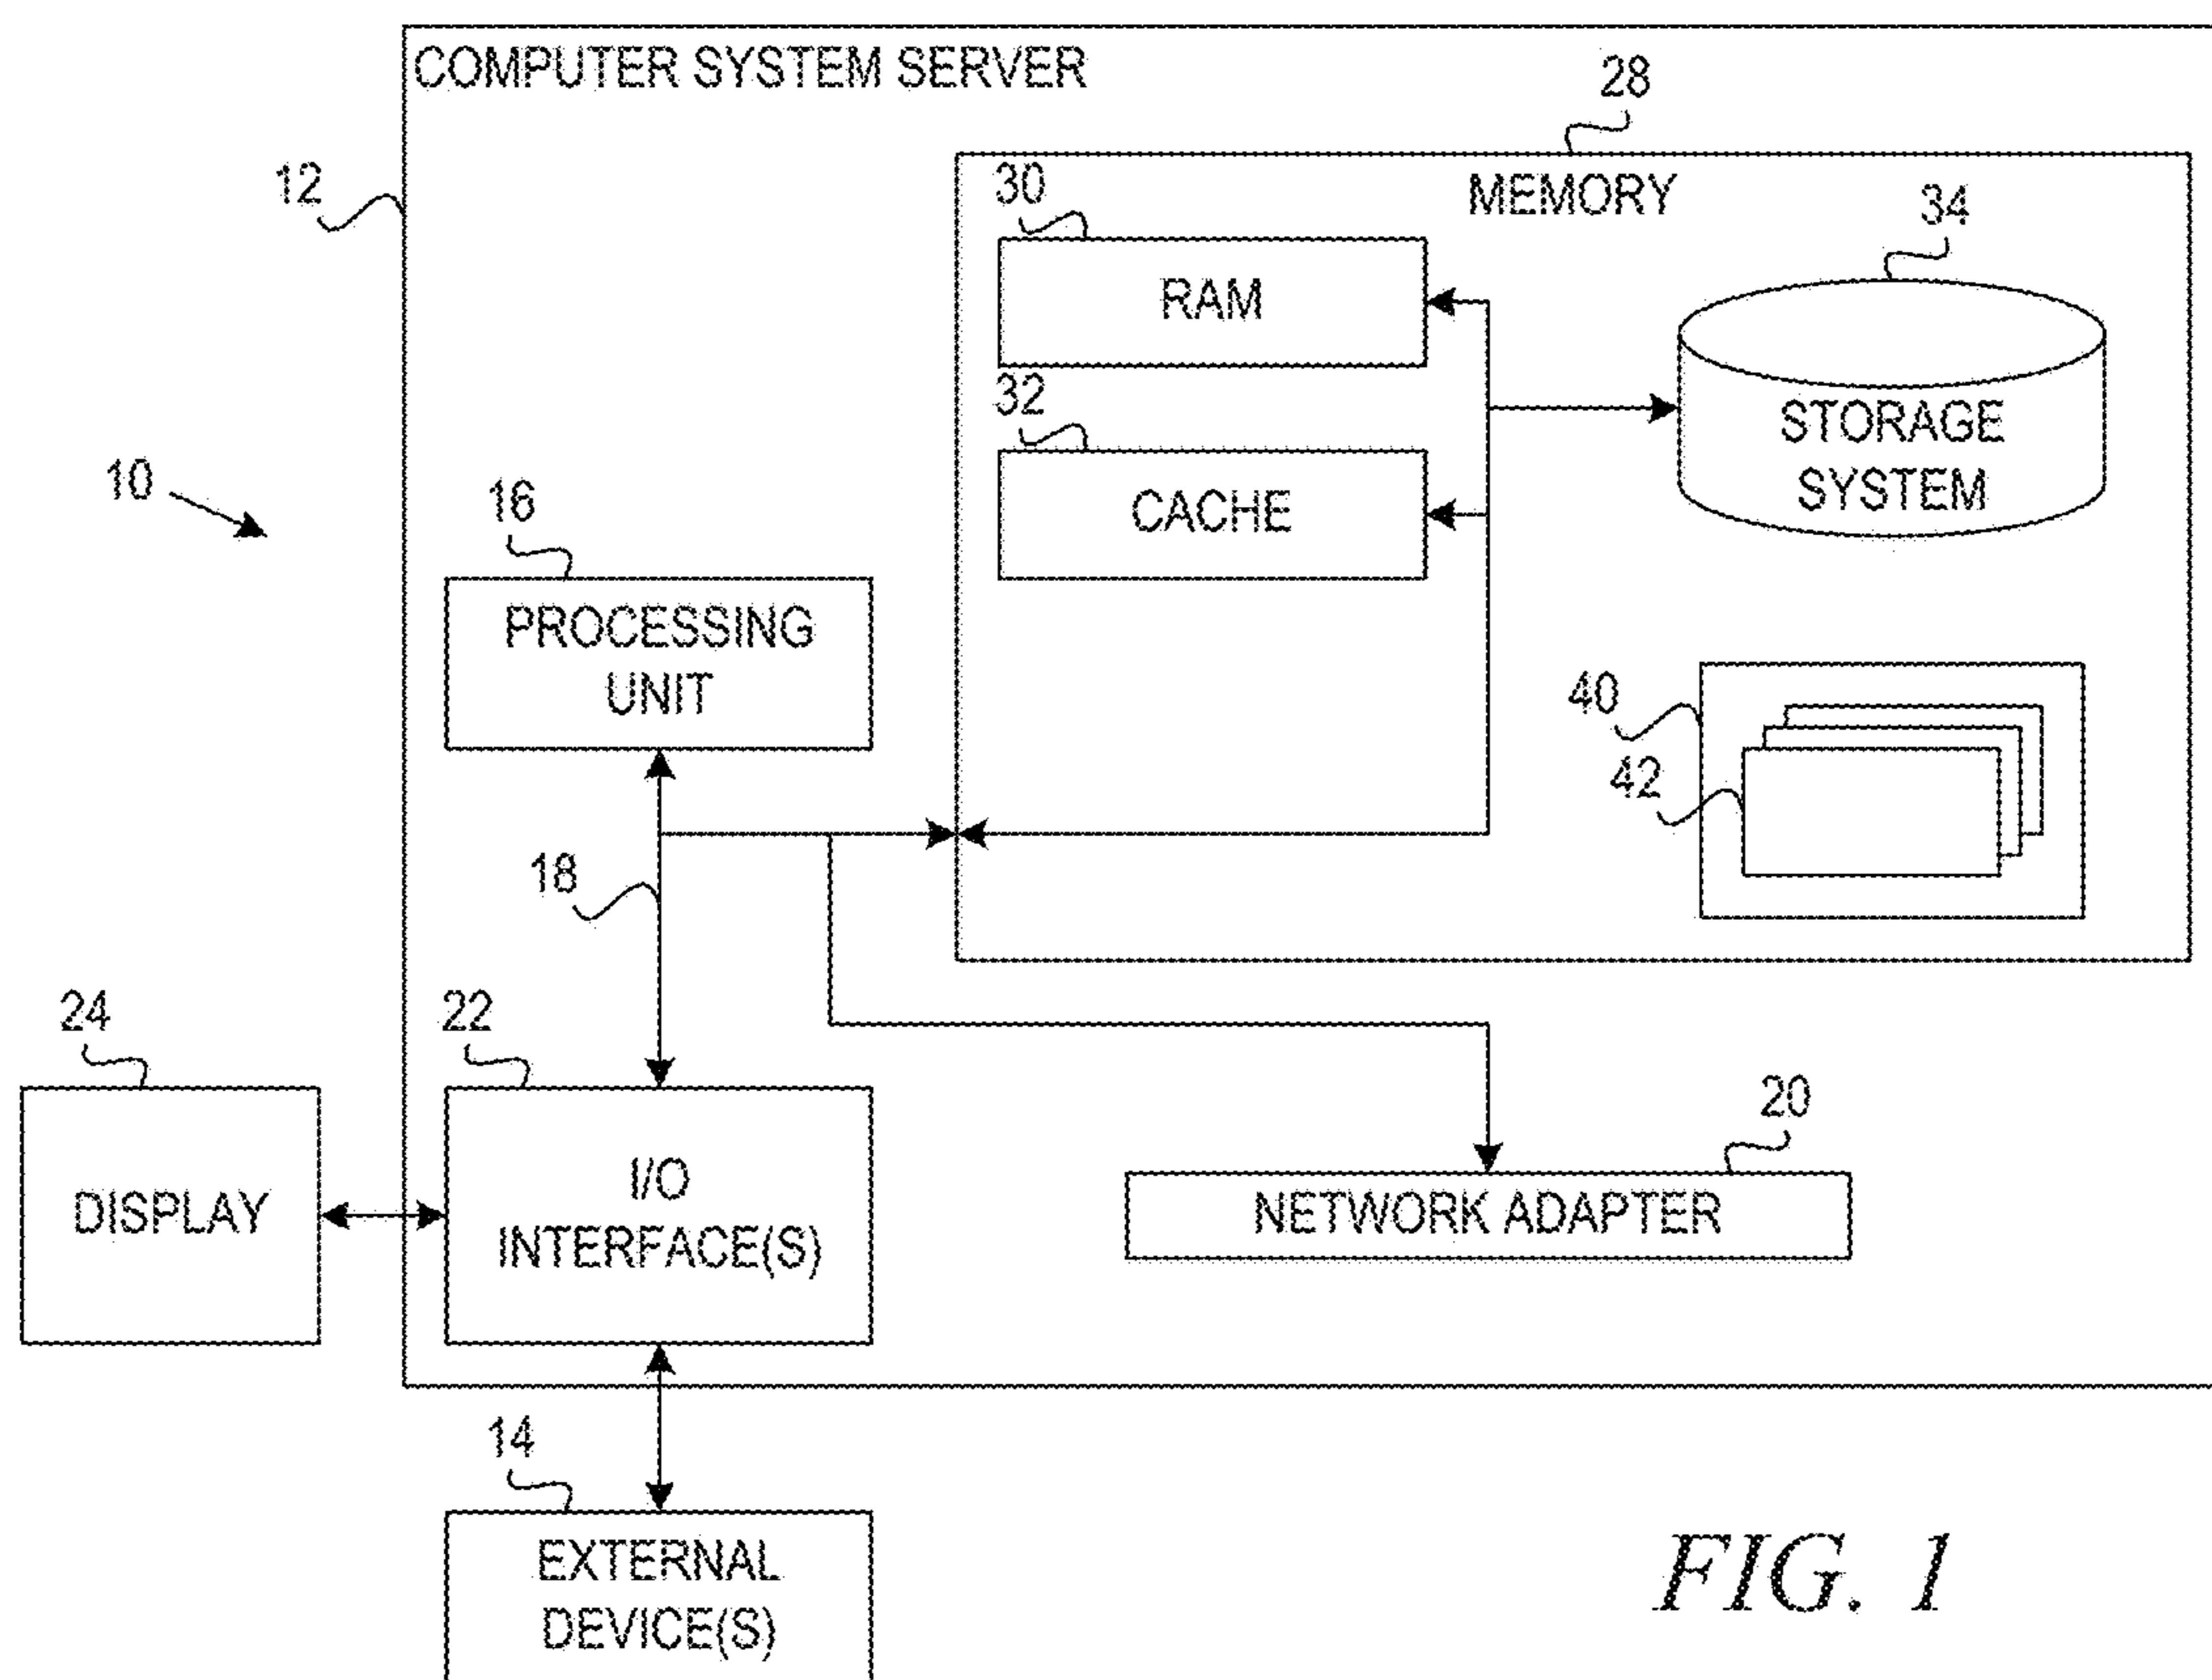 COMPUTER SYSTEM SERVER
28
12
30
MEMORY
34
RAM
32
STORAGE
SYSTEM
CACHE
10
16
PROCESSING
UNIT
40
42
18
24
22
20
DISPLAY
I/O
INTERFACE(S)
NETWORK ADAPTER
14
EXTERNAL
DEVICE(S)
FIG. 1